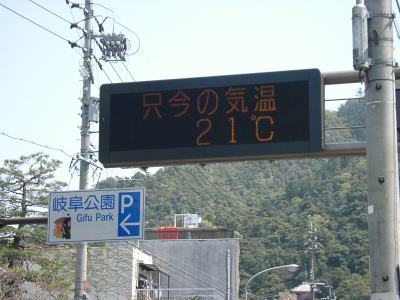 只今の気温
21℃
岐阜公園
Gifu Park
P
←